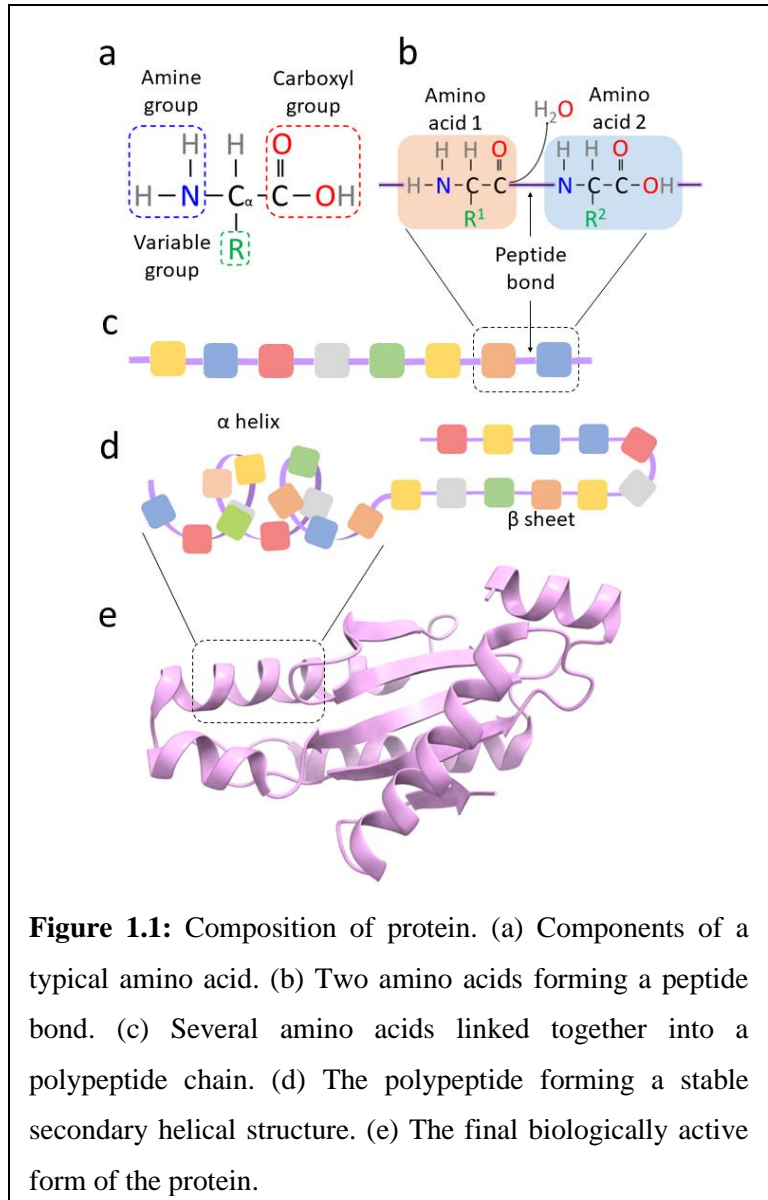 a
b
Amine
group
Carboxyl
group
Amino
acid 1
H₂O
Amino
acid 2
H H O
H – N – Cα – C – OH
Variable
group
R
H H O
H – N – C – C
R¹
H H O
N – C – C – OH
R²
Peptide
bond
c
d
α helix
β sheet
e
Figure 1.1: Composition of protein. (a) Components of a
typical amino acid. (b) Two amino acids forming a peptide
bond. (c) Several amino acids linked together into a
polypeptide chain. (d) The polypeptide forming a stable
secondary helical structure. (e) The final biologically active
form of the protein.